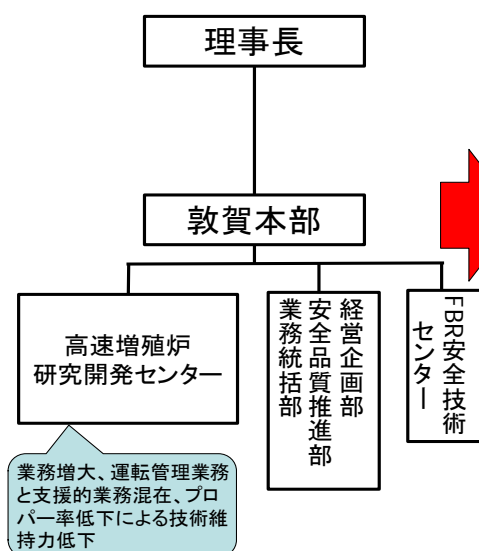 理事長
敦賀本部
高速増殖炉
研究開発センター
経営企画部
安全品質推進部
業務統括部
FBR安全技術
センター
業務増大、運転管理業務
と支援的業務混在、プロ
パー率低下による技術維
持力低下